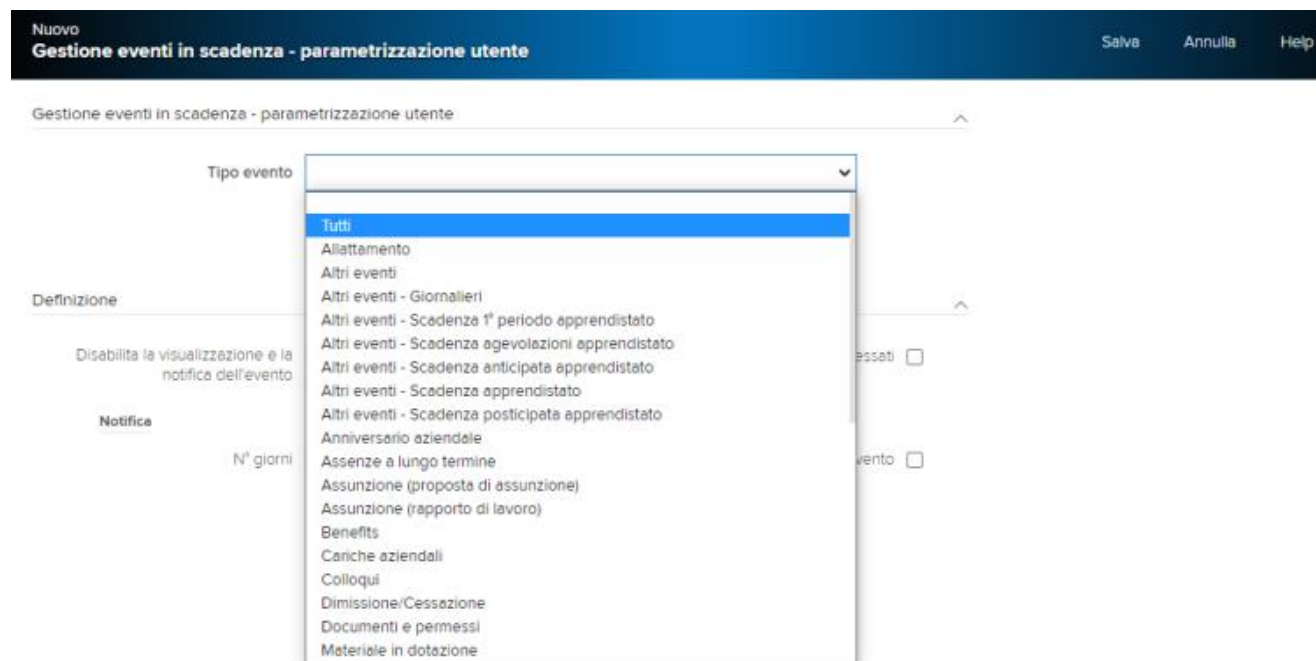 Nuovo
Gestione eventi in scadenza - parametrizzazione utente
Salva Annulla Help
Gestione eventi in scadenza - parametrizzazione utente
Tipo evento
Tutti
Allattamento
Altri eventi
Altri eventi - Giornalieri
Definizione
Altri eventi - Scadenza 1° periodo apprendistato
Altri eventi - Scadenza agevolazioni apprendistato
Disabilita la visualizzazione e la
notifica dell'evento
essati
Altri eventi - Scadenza anticipata apprendistato
Altri eventi - Scadenza apprendistato
Altri eventi - Scadenza posticipata apprendistato
Notifica
Anniversario aziendale
N° giorni
Assenze a lungo termine
vento
Assunzione (proposta di assunzione)
Assunzione (rapporto di lavoro)
Benefits
Cariche aziendali
Colloqui
Dimissione/Cessazione
Documenti e permessi
Materiale in dotazione